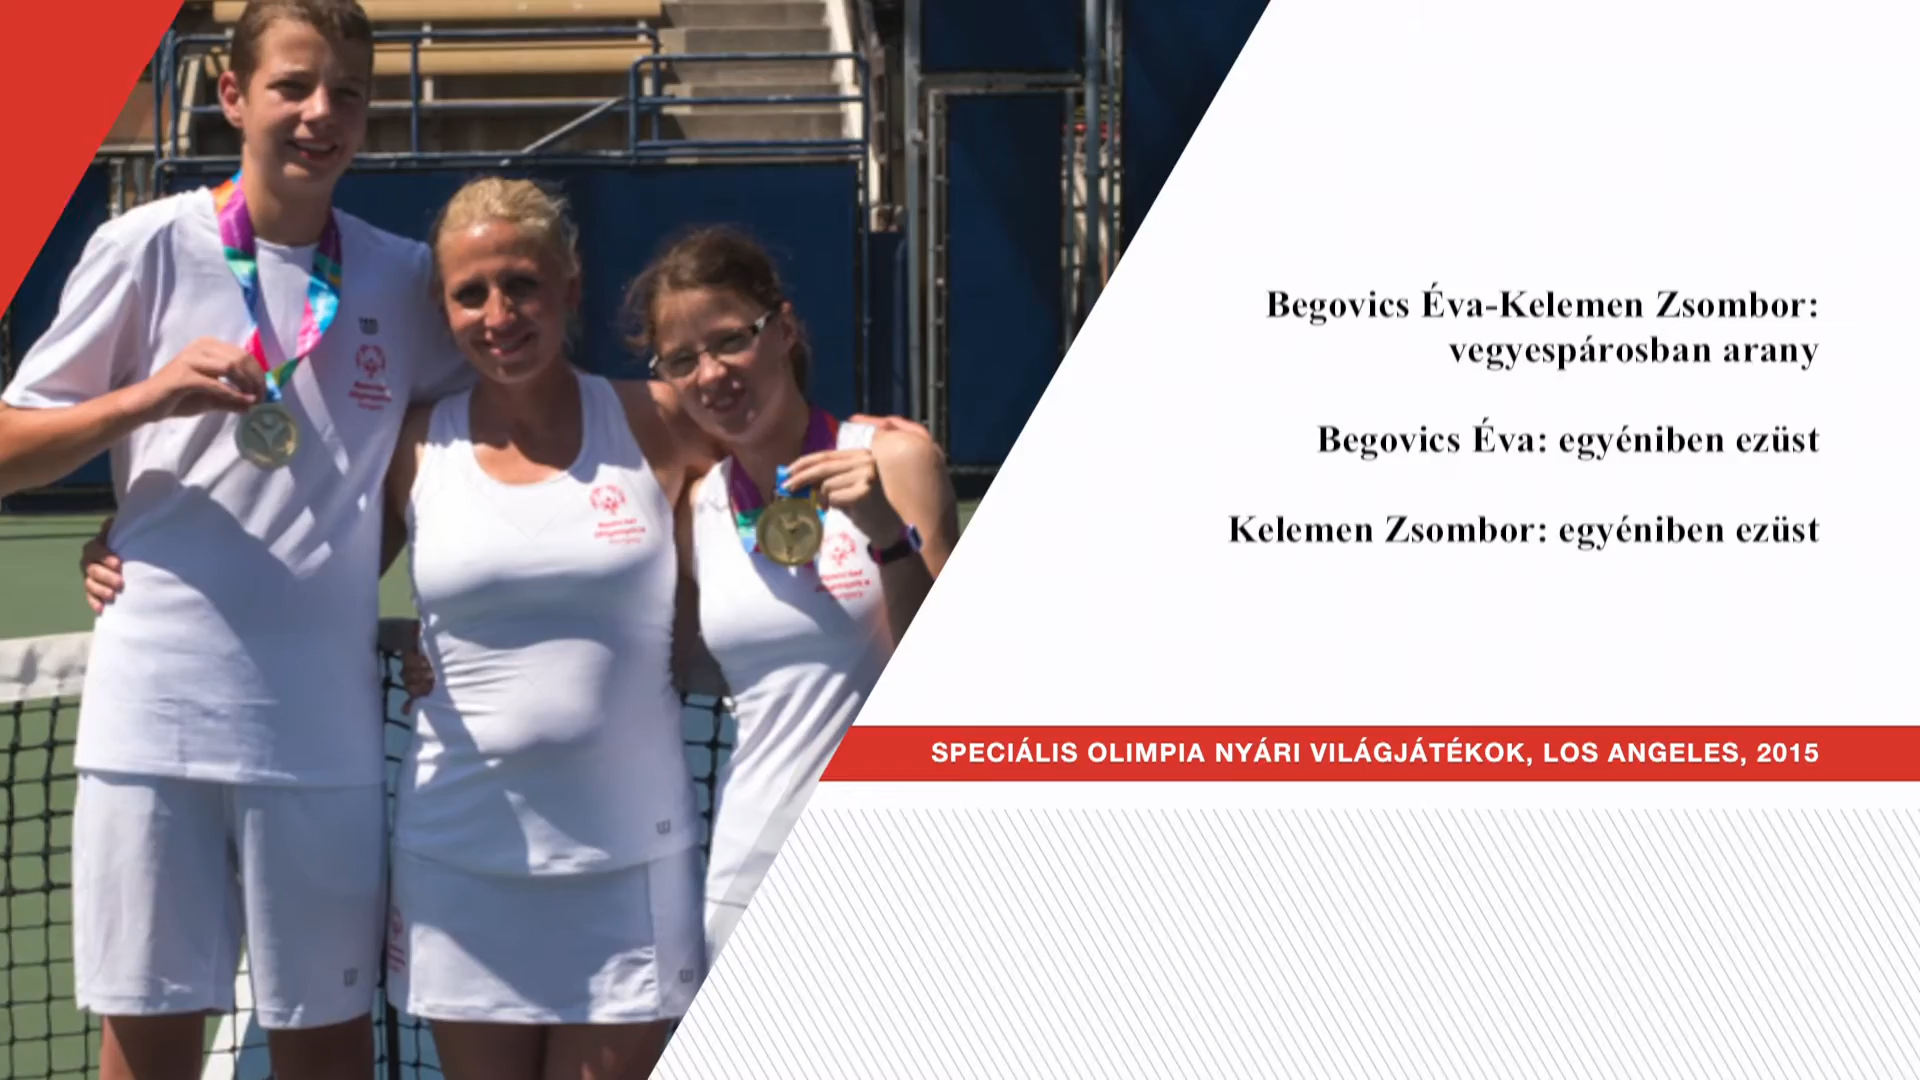 Begovics Éva-Kelemen Zsombor:
vegyespárosban arany
Begovics Éva: egyéniben ezüst
Kelemen Zsombor: egyéniben ezüst
SPECIÁLIS OLIMPIA NYÁRI VILÁGJÁTÉKOK, LOS ANGELES, 2015